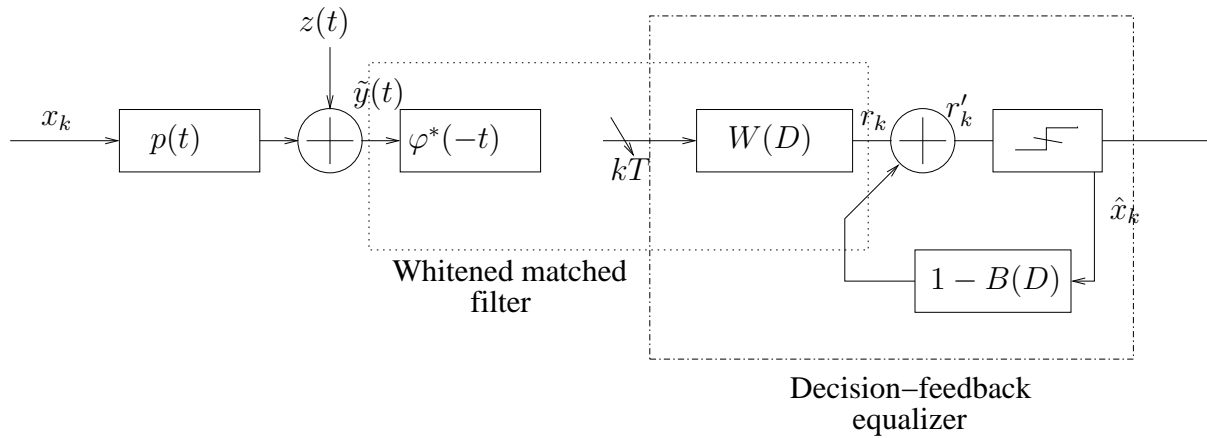 z(t)
x_k
p(t)
ỹ(t)
φ*(−t)
kT
W(D)
r_k
r′_k
x̂_k
1 − B(D)
Whitened matched
filter
Decision−feedback
equalizer